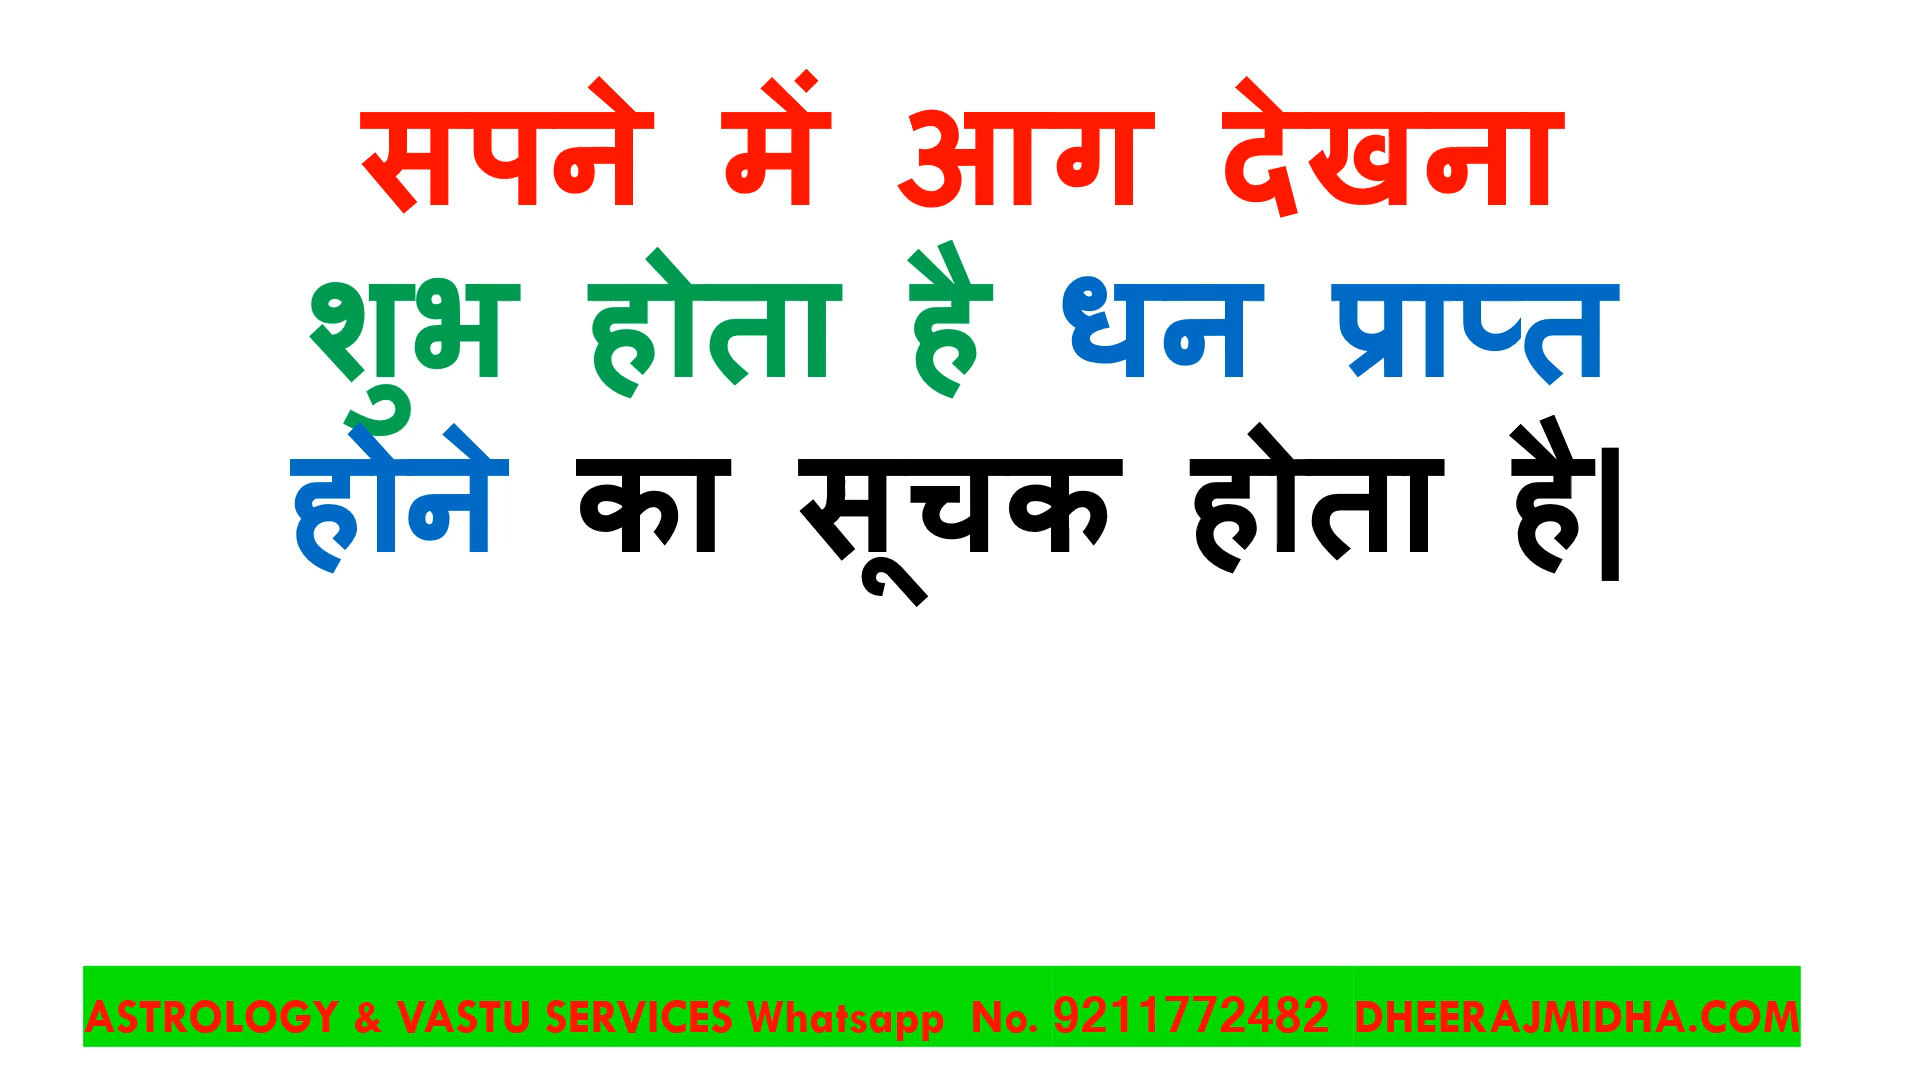 सपने में आग देखना
शुभ होता है धन प्राप्त
होने का सूचक होता है|
ASTROLOGY & VASTU SERVICES Whatsapp No. 9211772482 DHEERAJMIDHA.COM